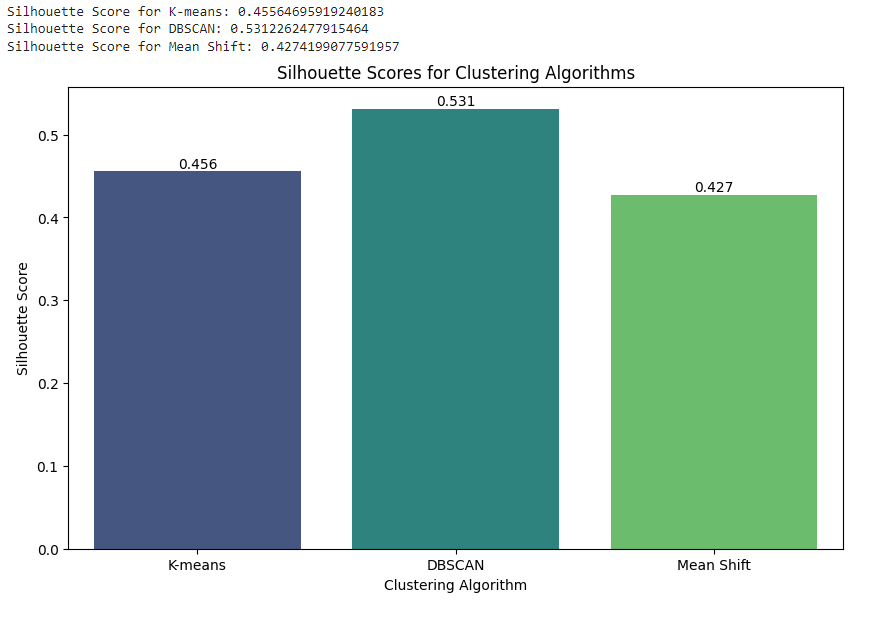 Silhouette Score for K-means: 0.45564695919240183
Silhouette Score for DBSCAN: 0.5312262477915464
Silhouette Score for Mean Shift: 0.4274199077591957
Silhouette Scores for Clustering Algorithms
0.531
0.5
0.456
0.427
0.4
Silhouette Score
0.3
0.2
0.1
0.0
K-means
DBSCAN
Mean Shift
Clustering Algorithm